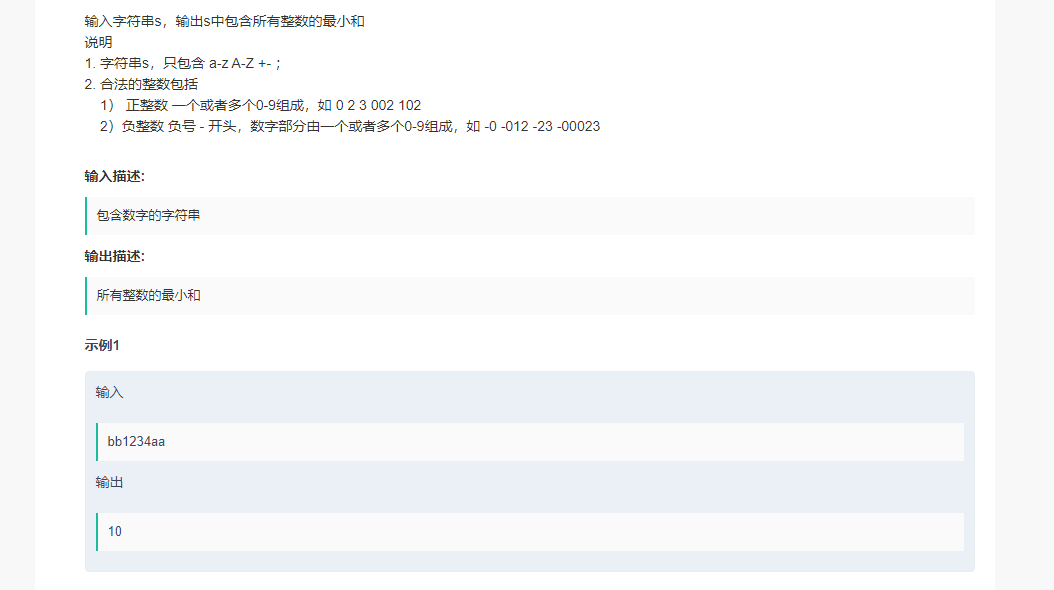 输入字符串s，输出s中包含所有整数的最小和
说明
1. 字符串s，只包含 a-z A-Z +- ；
2. 合法的整数包括
1） 正整数 一个或者多个0-9组成，如 0 2 3 002 102
2）负整数 负号 - 开头，数字部分由一个或者多个0-9组成，如 -0 -012 -23 -00023
输入描述:
包含数字的字符串
输出描述:
所有整数的最小和
示例1
输入
bb1234aa
输出
10